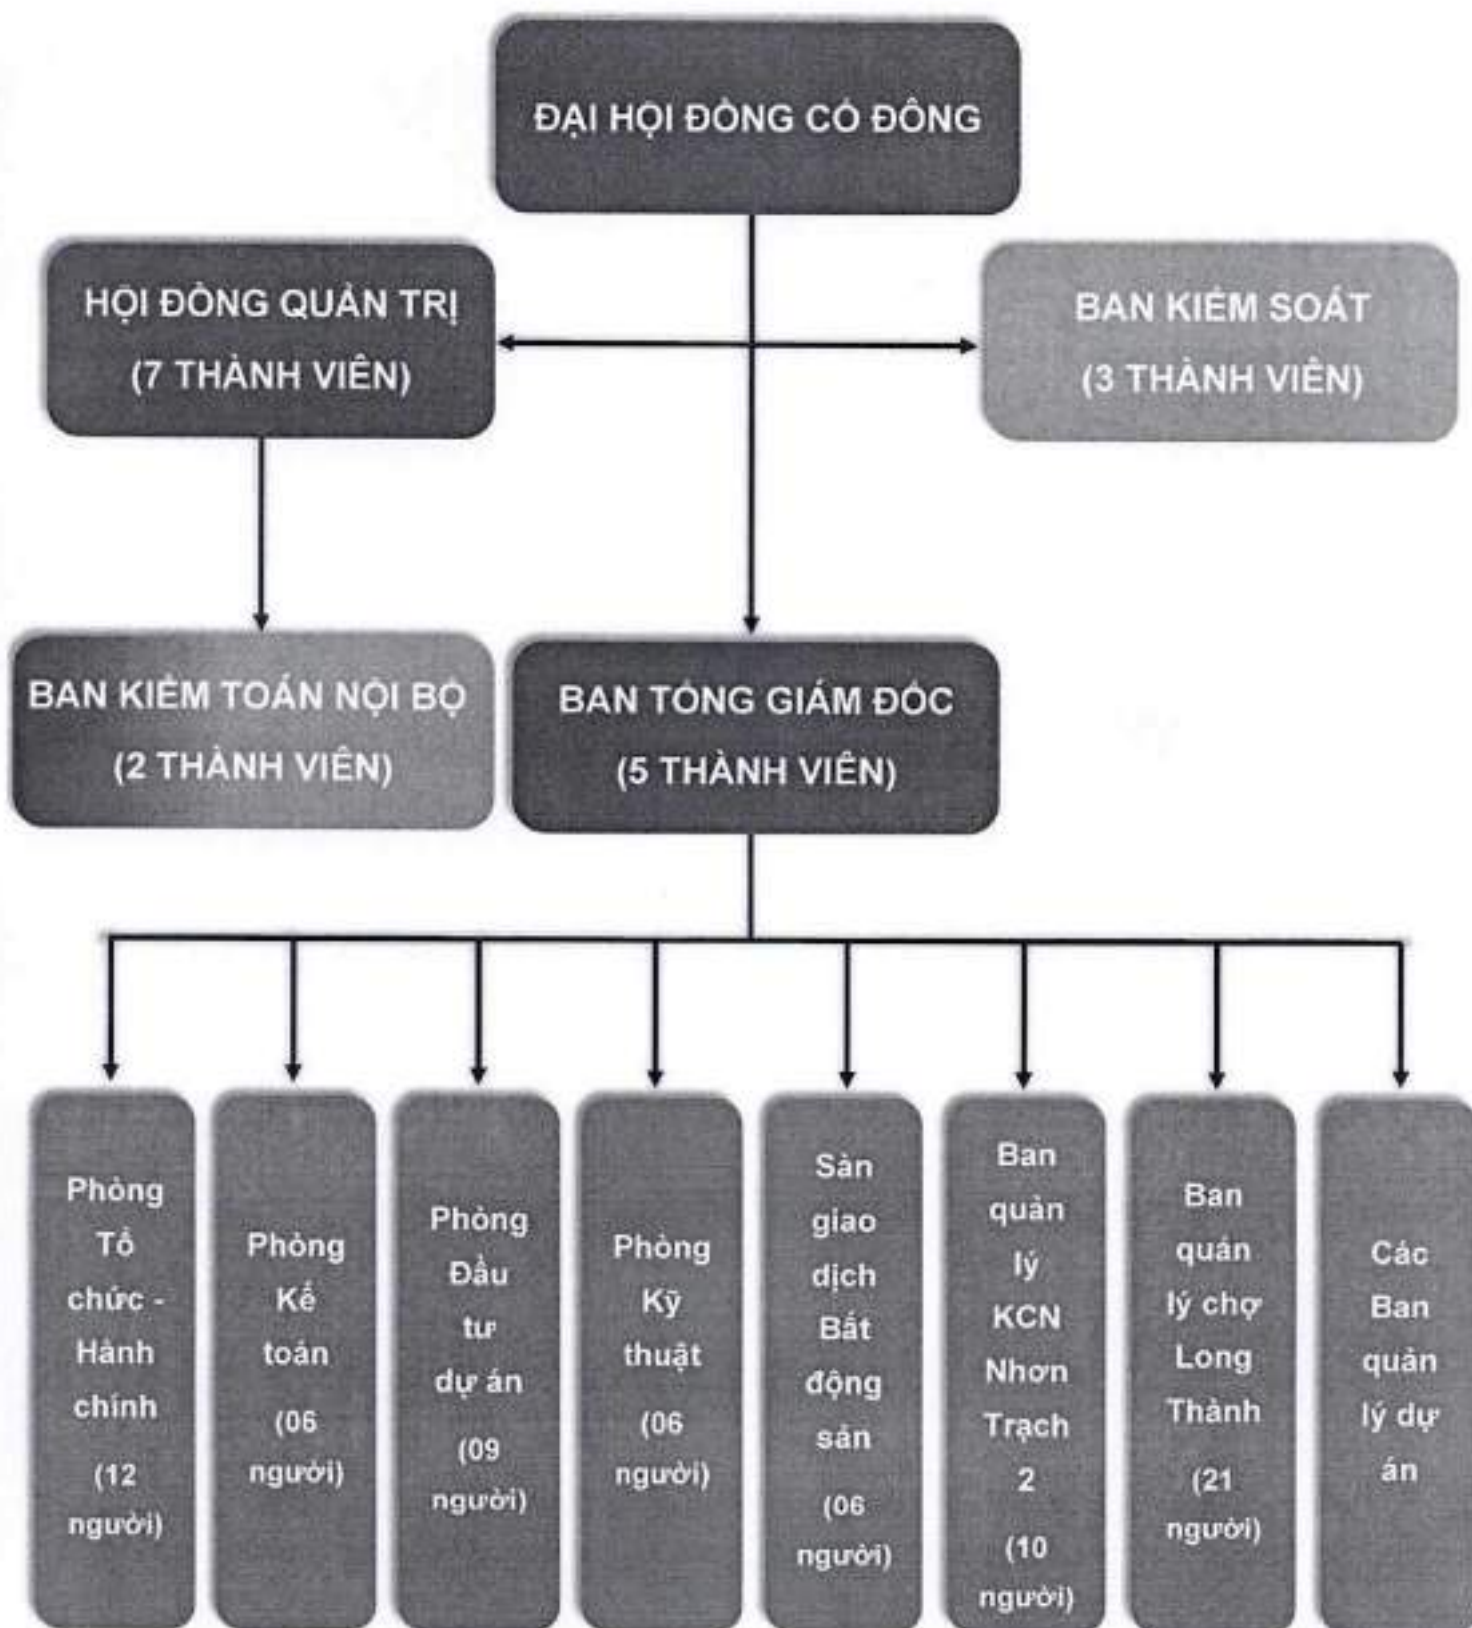 ĐẠI HỘI ĐỒNG CỔ ĐÔNG
HỘI ĐỒNG QUẢN TRỊ
(7 THÀNH VIÊN)
BAN KIỂM SOÁT
(3 THÀNH VIÊN)
BAN KIỂM TOÁN NỘI BỘ
(2 THÀNH VIÊN)
BAN TỔNG GIÁM ĐỐC
(5 THÀNH VIÊN)
Phòng
Tổ
chức -
Hành
chính
(12
người)
Phòng
Kế
toán
(06
người)
Phòng
Đầu
tư
dự án
(09
người)
Phòng
Kỹ
thuật
(06
người)
Sàn
giao
dịch
Bất
động
sản
(06
người)
Ban
quản
lý
KCN
Nhơn
Trạch
2
(10
người)
Ban
quản
lý chợ
Long
Thành
(21
người)
Các
Ban
quản
lý dự
án